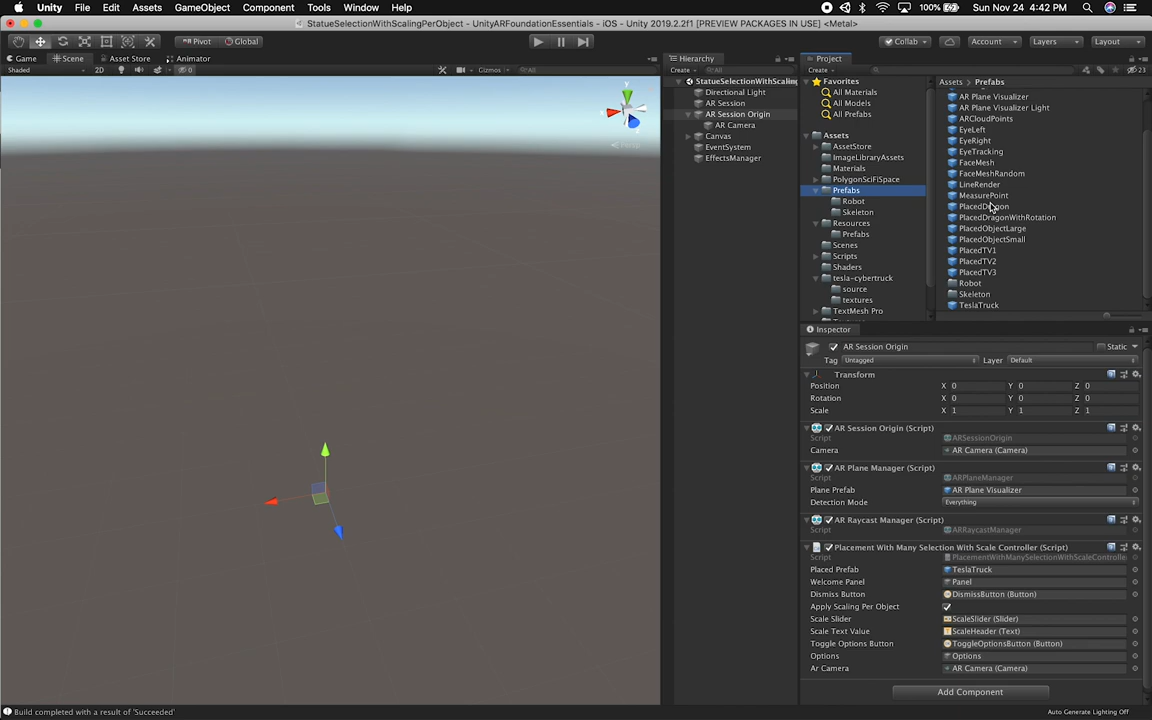 Unity File Edit Assets GameObject Component Tools Window Help 100% Sun Nov 24 4:42 PM
StatueSelectionWithScalingPerObject - UnityARFoundationEssentials - iOS - Unity 2019.2.2f1 [PREVIEW PACKAGES IN USE] <Metal>
Pivot Global Collab Account Layers Layout
Game Scene Asset Store Animator
Shaded 2D 0 Gizmos All
Persp
y
x
Hierarchy
Create All
StatueSelectionWithScaling
Directional Light
AR Session
AR Session Origin
AR Camera
Canvas
EventSystem
EffectsManager
Project
Create 23
Favorites
All Materials
All Models
All Prefabs
Assets
AssetStore
ImageLibraryAssets
Materials
PolygonSciFiSpace
Prefabs
Robot
Skeleton
Resources
Prefabs
Scenes
Scripts
Shaders
tesla-cybertruck
source
textures
TextMesh Pro
Assets > Prefabs
AR Plane Visualizer
AR Plane Visualizer Light
ARCloudPoints
EyeLeft
EyeRight
EyeTracking
FaceMesh
FaceMeshRandom
LineRender
MeasurePoint
PlacedDragon
PlacedDragonWithRotation
PlacedObjectLarge
PlacedObjectSmall
PlacedTV1
PlacedTV2
PlacedTV3
Robot
Skeleton
TeslaTruck
Inspector
AR Session Origin Static
Tag Untagged Layer Default
Transform
Position X 0 Y 0 Z 0
Rotation X 0 Y 0 Z 0
Scale X 1 Y 1 Z 1
AR Session Origin (Script)
Script ARSessionOrigin
Camera AR Camera (Camera)
AR Plane Manager (Script)
Script ARPlaneManager
Plane Prefab AR Plane Visualizer
Detection Mode Everything
AR Raycast Manager (Script)
Script ARRaycastManager
Placement With Many Selection With Scale Controller (Script)
Script PlacementWithManySelectionWithScaleController
Placed Prefab TeslaTruck
Welcome Panel Panel
Dismiss Button DismissButton (Button)
Apply Scaling Per Object
Scale Slider ScaleSlider (Slider)
Scale Text Value ScaleHeader (Text)
Toggle Options Button ToggleOptionsButton (Button)
Options Options
Ar Camera AR Camera (Camera)
Add Component
Build completed with a result of 'Succeeded' Auto Generate Lighting Off